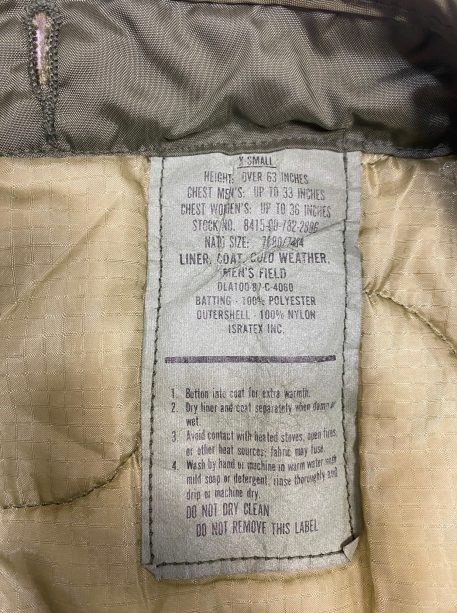 X SMALL
HEIGHT: OVER 63 INCHES
CHEST MEN'S: UP TO 33 INCHES
CHEST WOMEN'S: UP TO 36 INCHES
STOCK NO. 8415-00-782-2886
NATO SIZE: 7080/7484
LINER, COAT, COLD WEATHER,
MEN'S FIELD
DLA100-87-C-4060
BATTING - 100% POLYESTER
OUTERSHELL - 100% NYLON
ISRATEX INC.
1. Button into coat for extra warmth.
2. Dry liner and coat separately when damp or
wet.
3. Avoid contact with heated stoves, open fires,
or other heat sources; fabric may fuse.
4. Wash by hand or machine in warm water with
mild soap or detergent, rinse thoroughly and
drip or machine dry.
DO NOT DRY CLEAN
DO NOT REMOVE THIS LABEL